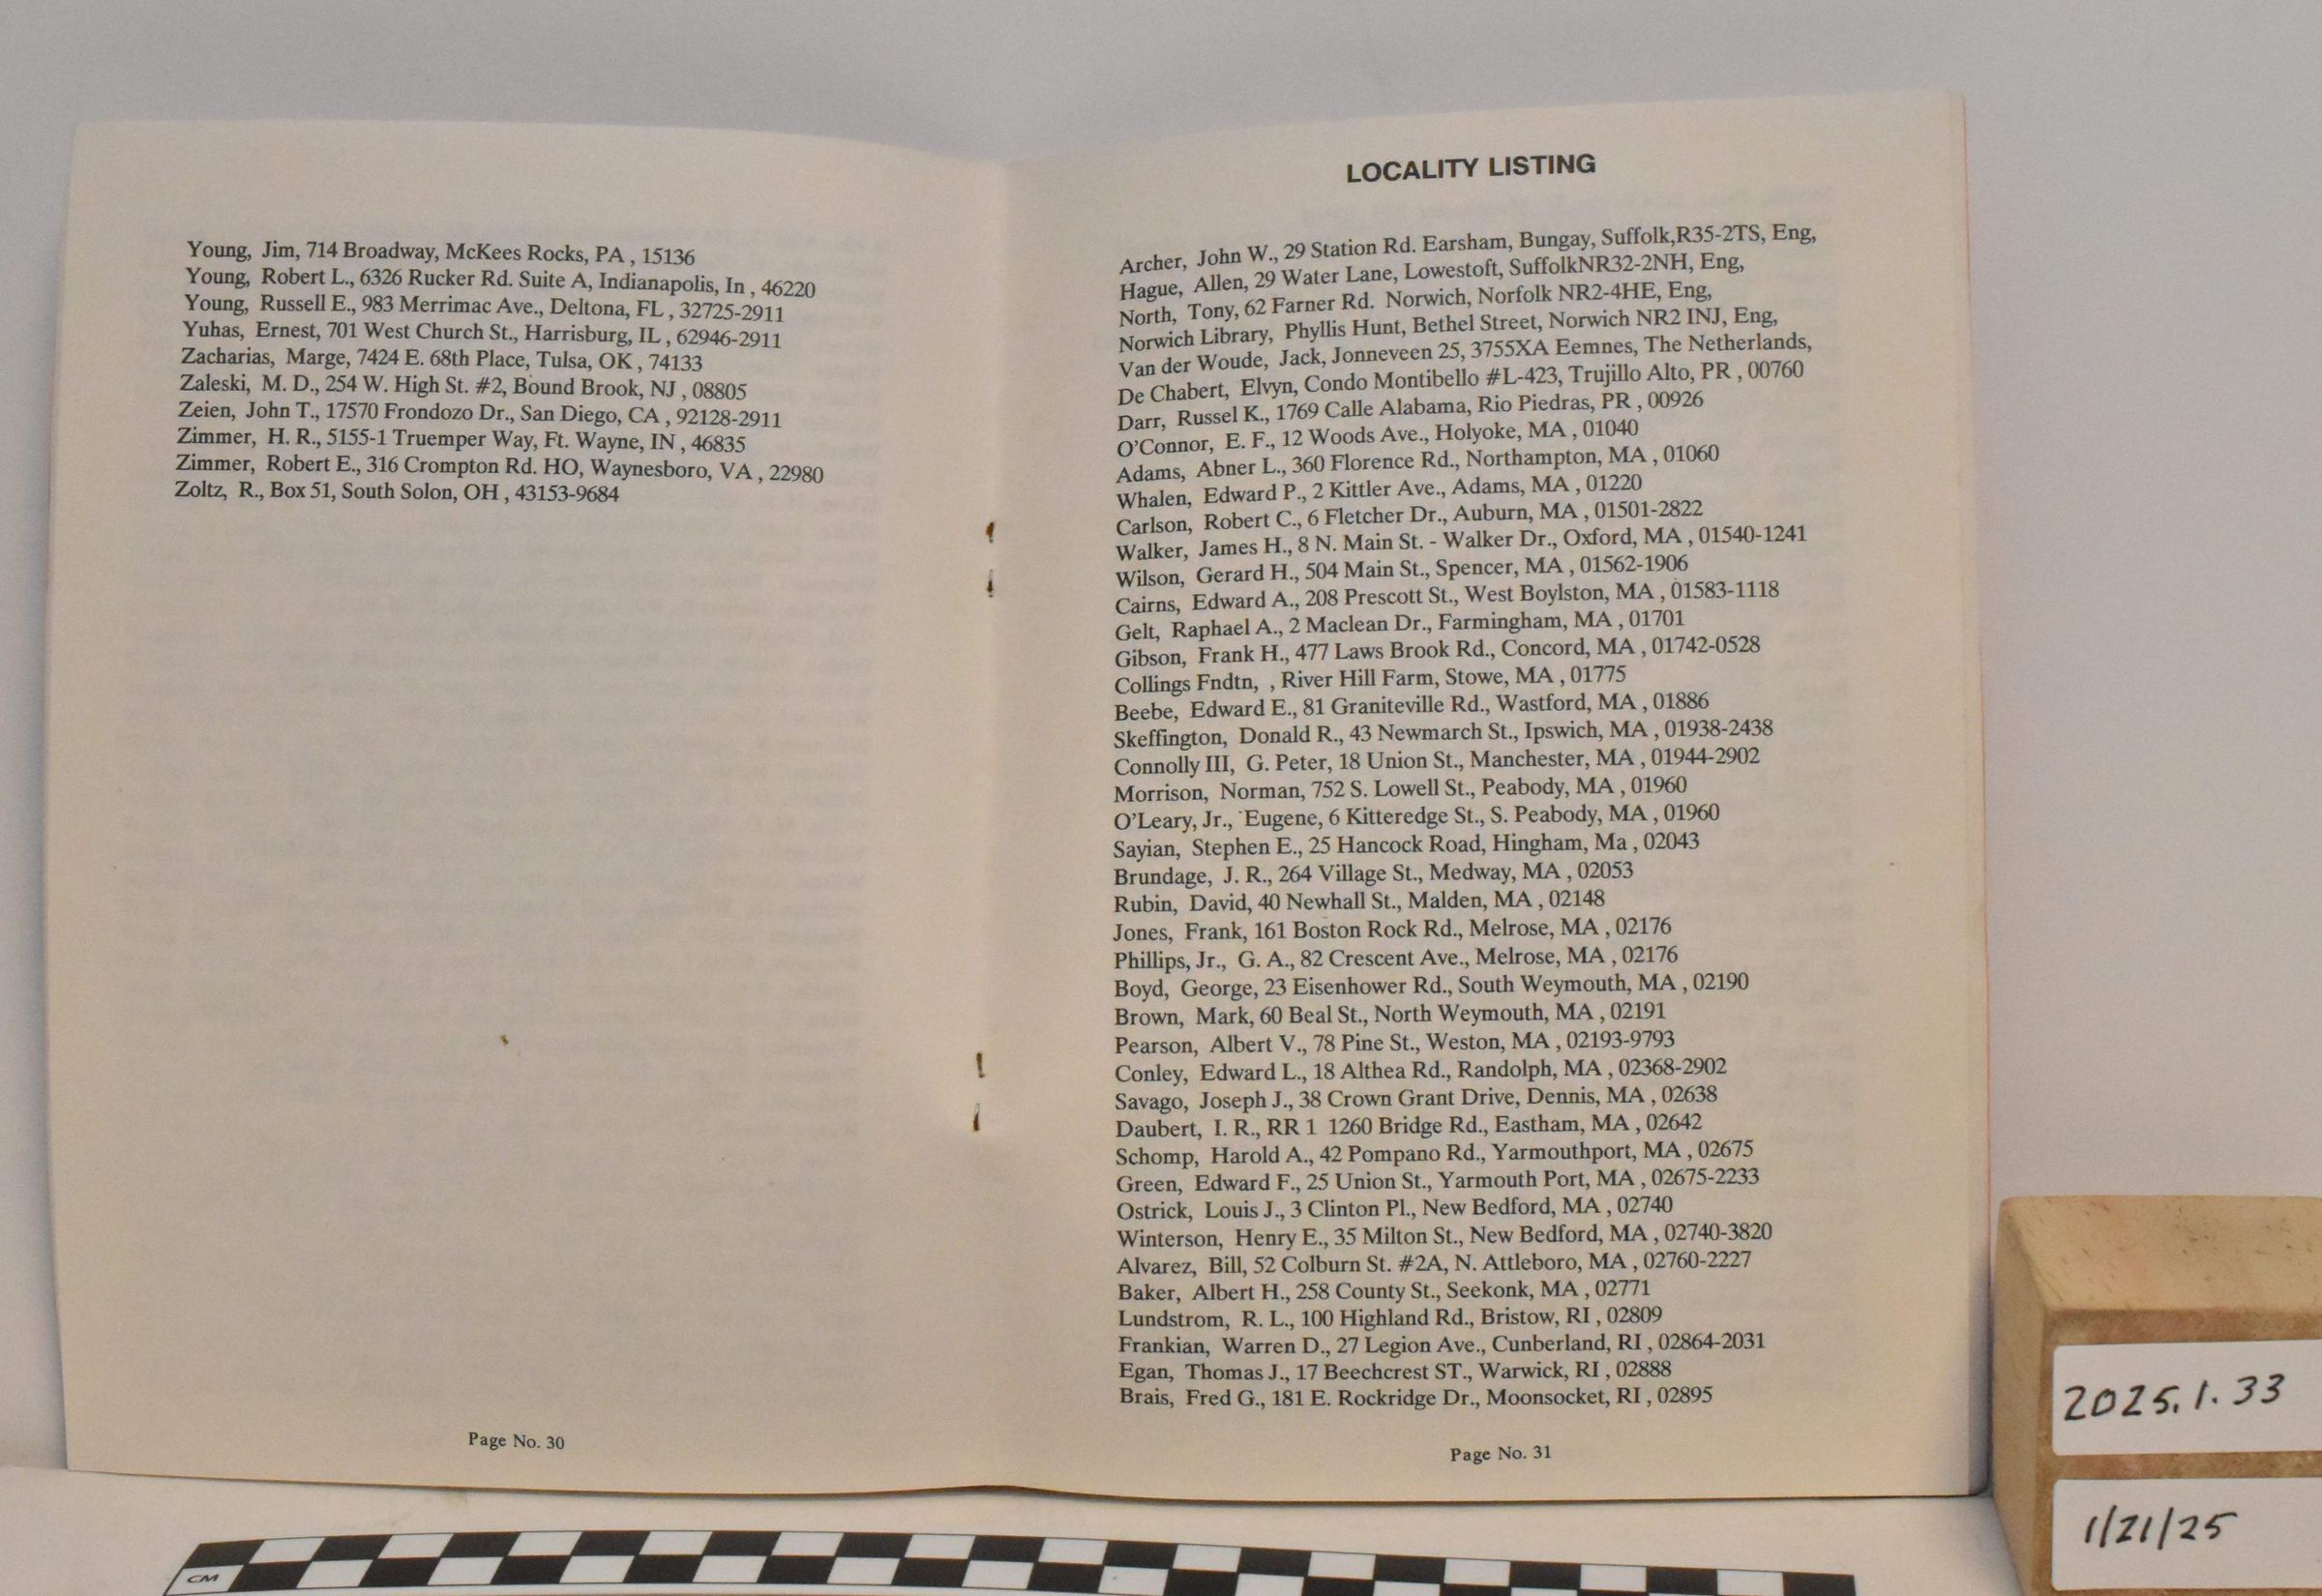 Young, Jim, 714 Broadway, McKees Rocks, PA , 15136
Young, Robert L., 6326 Rucker Rd. Suite A, Indianapolis, In , 46220
Young, Russell E., 983 Merrimac Ave., Deltona, FL , 32725-2911
Yuhas, Ernest, 701 West Church St., Harrisburg, IL , 62946-2911
Zacharias, Marge, 7424 E. 68th Place, Tulsa, OK , 74133
Zaleski, M. D., 254 W. High St. #2, Bound Brook, NJ , 08805
Zeien, John T., 17570 Frondozo Dr., San Diego, CA , 92128-2911
Zimmer, H. R., 5155-1 Truemper Way, Ft. Wayne, IN , 46835
Zimmer, Robert E., 316 Crompton Rd. HO, Waynesboro, VA , 22980
Zoltz, R., Box 51, South Solon, OH , 43153-9684
Page No. 30
LOCALITY LISTING
Archer, John W., 29 Station Rd. Earsham, Bungay, Suffolk,R35-2TS, Eng,
Hague, Allen, 29 Water Lane, Lowestoft, SuffolkNR32-2NH, Eng,
North, Tony, 62 Farner Rd. Norwich, Norfolk NR2-4HE, Eng,
Norwich Library, Phyllis Hunt, Bethel Street, Norwich NR2 INJ, Eng,
Van der Woude, Jack, Jonneveen 25, 3755XA Eemnes, The Netherlands,
De Chabert, Elvyn, Condo Montibello #L-423, Trujillo Alto, PR , 00760
Darr, Russel K., 1769 Calle Alabama, Rio Piedras, PR , 00926
O'Connor, E. F., 12 Woods Ave., Holyoke, MA , 01040
Adams, Abner L., 360 Florence Rd., Northampton, MA , 01060
Whalen, Edward P., 2 Kittler Ave., Adams, MA , 01220
Carlson, Robert C., 6 Fletcher Dr., Auburn, MA , 01501-2822
Walker, James H., 8 N. Main St. - Walker Dr., Oxford, MA , 01540-1241
Wilson, Gerard H., 504 Main St., Spencer, MA , 01562-1906
Cairns, Edward A., 208 Prescott St., West Boylston, MA , 01583-1118
Gelt, Raphael A., 2 Maclean Dr., Farmingham, MA , 01701
Gibson, Frank H., 477 Laws Brook Rd., Concord, MA , 01742-0528
Collings Fndtn, , River Hill Farm, Stowe, MA , 01775
Beebe, Edward E., 81 Graniteville Rd., Wastford, MA , 01886
Skeffington, Donald R., 43 Newmarch St., Ipswich, MA , 01938-2438
Connolly III, G. Peter, 18 Union St., Manchester, MA , 01944-2902
Morrison, Norman, 752 S. Lowell St., Peabody, MA , 01960
O'Leary, Jr., Eugene, 6 Kitteredge St., S. Peabody, MA , 01960
Sayian, Stephen E., 25 Hancock Road, Hingham, Ma , 02043
Brundage, J. R., 264 Village St., Medway, MA , 02053
Rubin, David, 40 Newhall St., Malden, MA , 02148
Jones, Frank, 161 Boston Rock Rd., Melrose, MA , 02176
Phillips, Jr., G. A., 82 Crescent Ave., Melrose, MA , 02176
Boyd, George, 23 Eisenhower Rd., South Weymouth, MA , 02190
Brown, Mark, 60 Beal St., North Weymouth, MA , 02191
Pearson, Albert V., 78 Pine St., Weston, MA , 02193-9793
Conley, Edward L., 18 Althea Rd., Randolph, MA , 02368-2902
Savago, Joseph J., 38 Crown Grant Drive, Dennis, MA , 02638
Daubert, I. R., RR 1 1260 Bridge Rd., Eastham, MA , 02642
Schomp, Harold A., 42 Pompano Rd., Yarmouthport, MA , 02675
Green, Edward F., 25 Union St., Yarmouth Port, MA , 02675-2233
Ostrick, Louis J., 3 Clinton Pl., New Bedford, MA , 02740
Winterson, Henry E., 35 Milton St., New Bedford, MA , 02740-3820
Alvarez, Bill, 52 Colburn St. #2A, N. Attleboro, MA , 02760-2227
Baker, Albert H., 258 County St., Seekonk, MA , 02771
Lundstrom, R. L., 100 Highland Rd., Bristow, RI , 02809
Frankian, Warren D., 27 Legion Ave., Cunberland, RI , 02864-2031
Egan, Thomas J., 17 Beechcrest ST., Warwick, RI , 02888
Brais, Fred G., 181 E. Rockridge Dr., Moonsocket, RI , 02895
Page No. 31
2025.1.33
1/21/25
CM